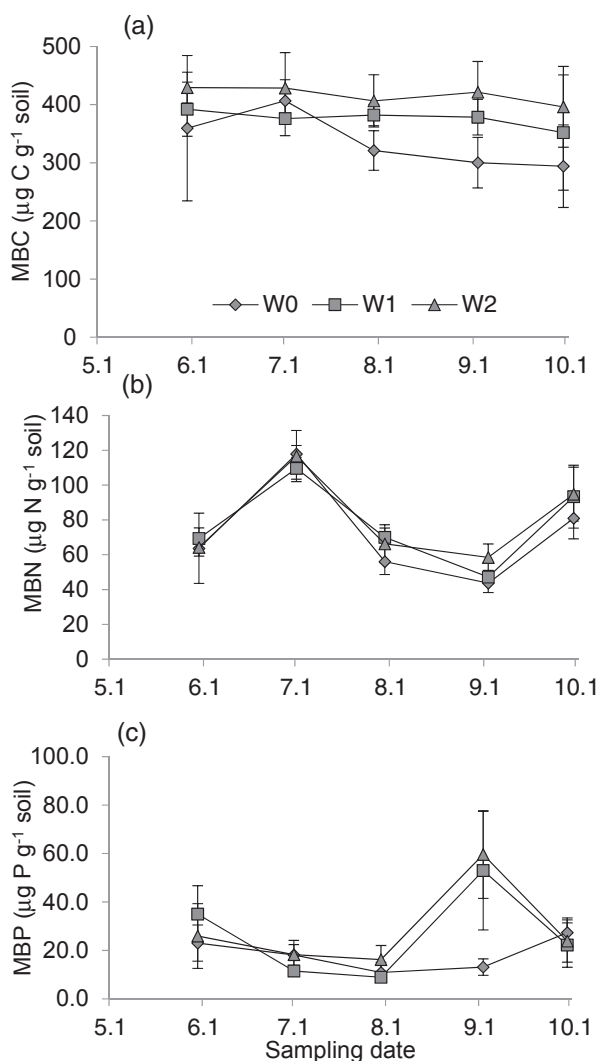 (a)
500
400
300
200
100
0
MBC (µg C g-1 soil)
W0 W1 W2
5.1 6.1 7.1 8.1 9.1 10.1
(b)
140
120
100
80
60
40
20
0
MBN (µg N g-1 soil)
5.1 6.1 7.1 8.1 9.1 10.1
(c)
100.0
80.0
60.0
40.0
20.0
0.0
MBP (µg P g-1 soil)
5.1 6.1 7.1 8.1 9.1 10.1
Sampling date